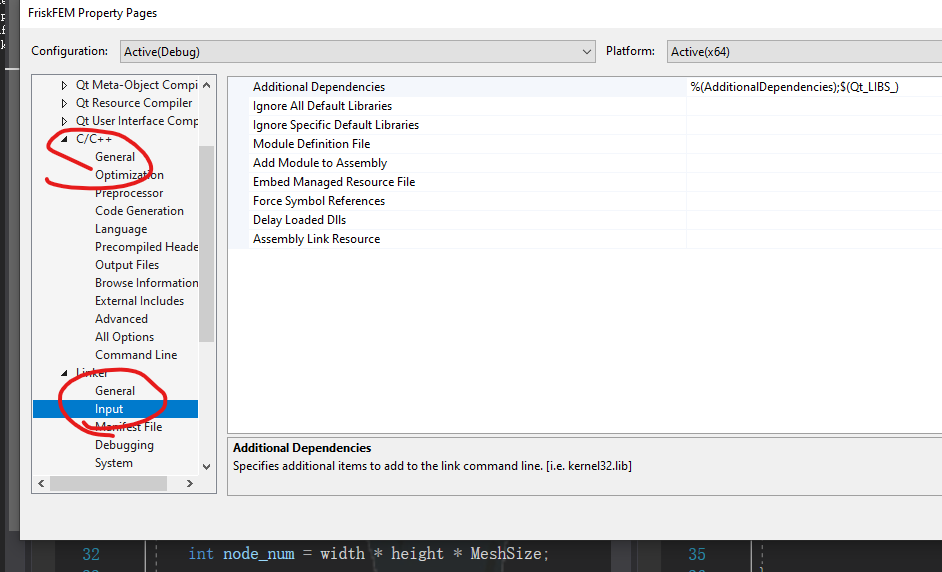 FriskFEM Property Pages
Configuration: Active(Debug) Platform: Active(x64)
Qt Meta-Object Compi
Qt Resource Compiler
Qt User Interface Comp
C/C++
General
Optimization
Preprocessor
Code Generation
Language
Precompiled Heade
Output Files
Browse Information
External Includes
Advanced
All Options
Command Line
Linker
General
Input
Manifest File
Debugging
System
Additional Dependencies %(AdditionalDependencies);$(Qt_LIBS_)
Ignore All Default Libraries
Ignore Specific Default Libraries
Module Definition File
Add Module to Assembly
Embed Managed Resource File
Force Symbol References
Delay Loaded Dlls
Assembly Link Resource
Additional Dependencies
Specifies additional items to add to the link command line. [i.e. kernel32.lib]
32 int node_num = width * height * MeshSize; 35